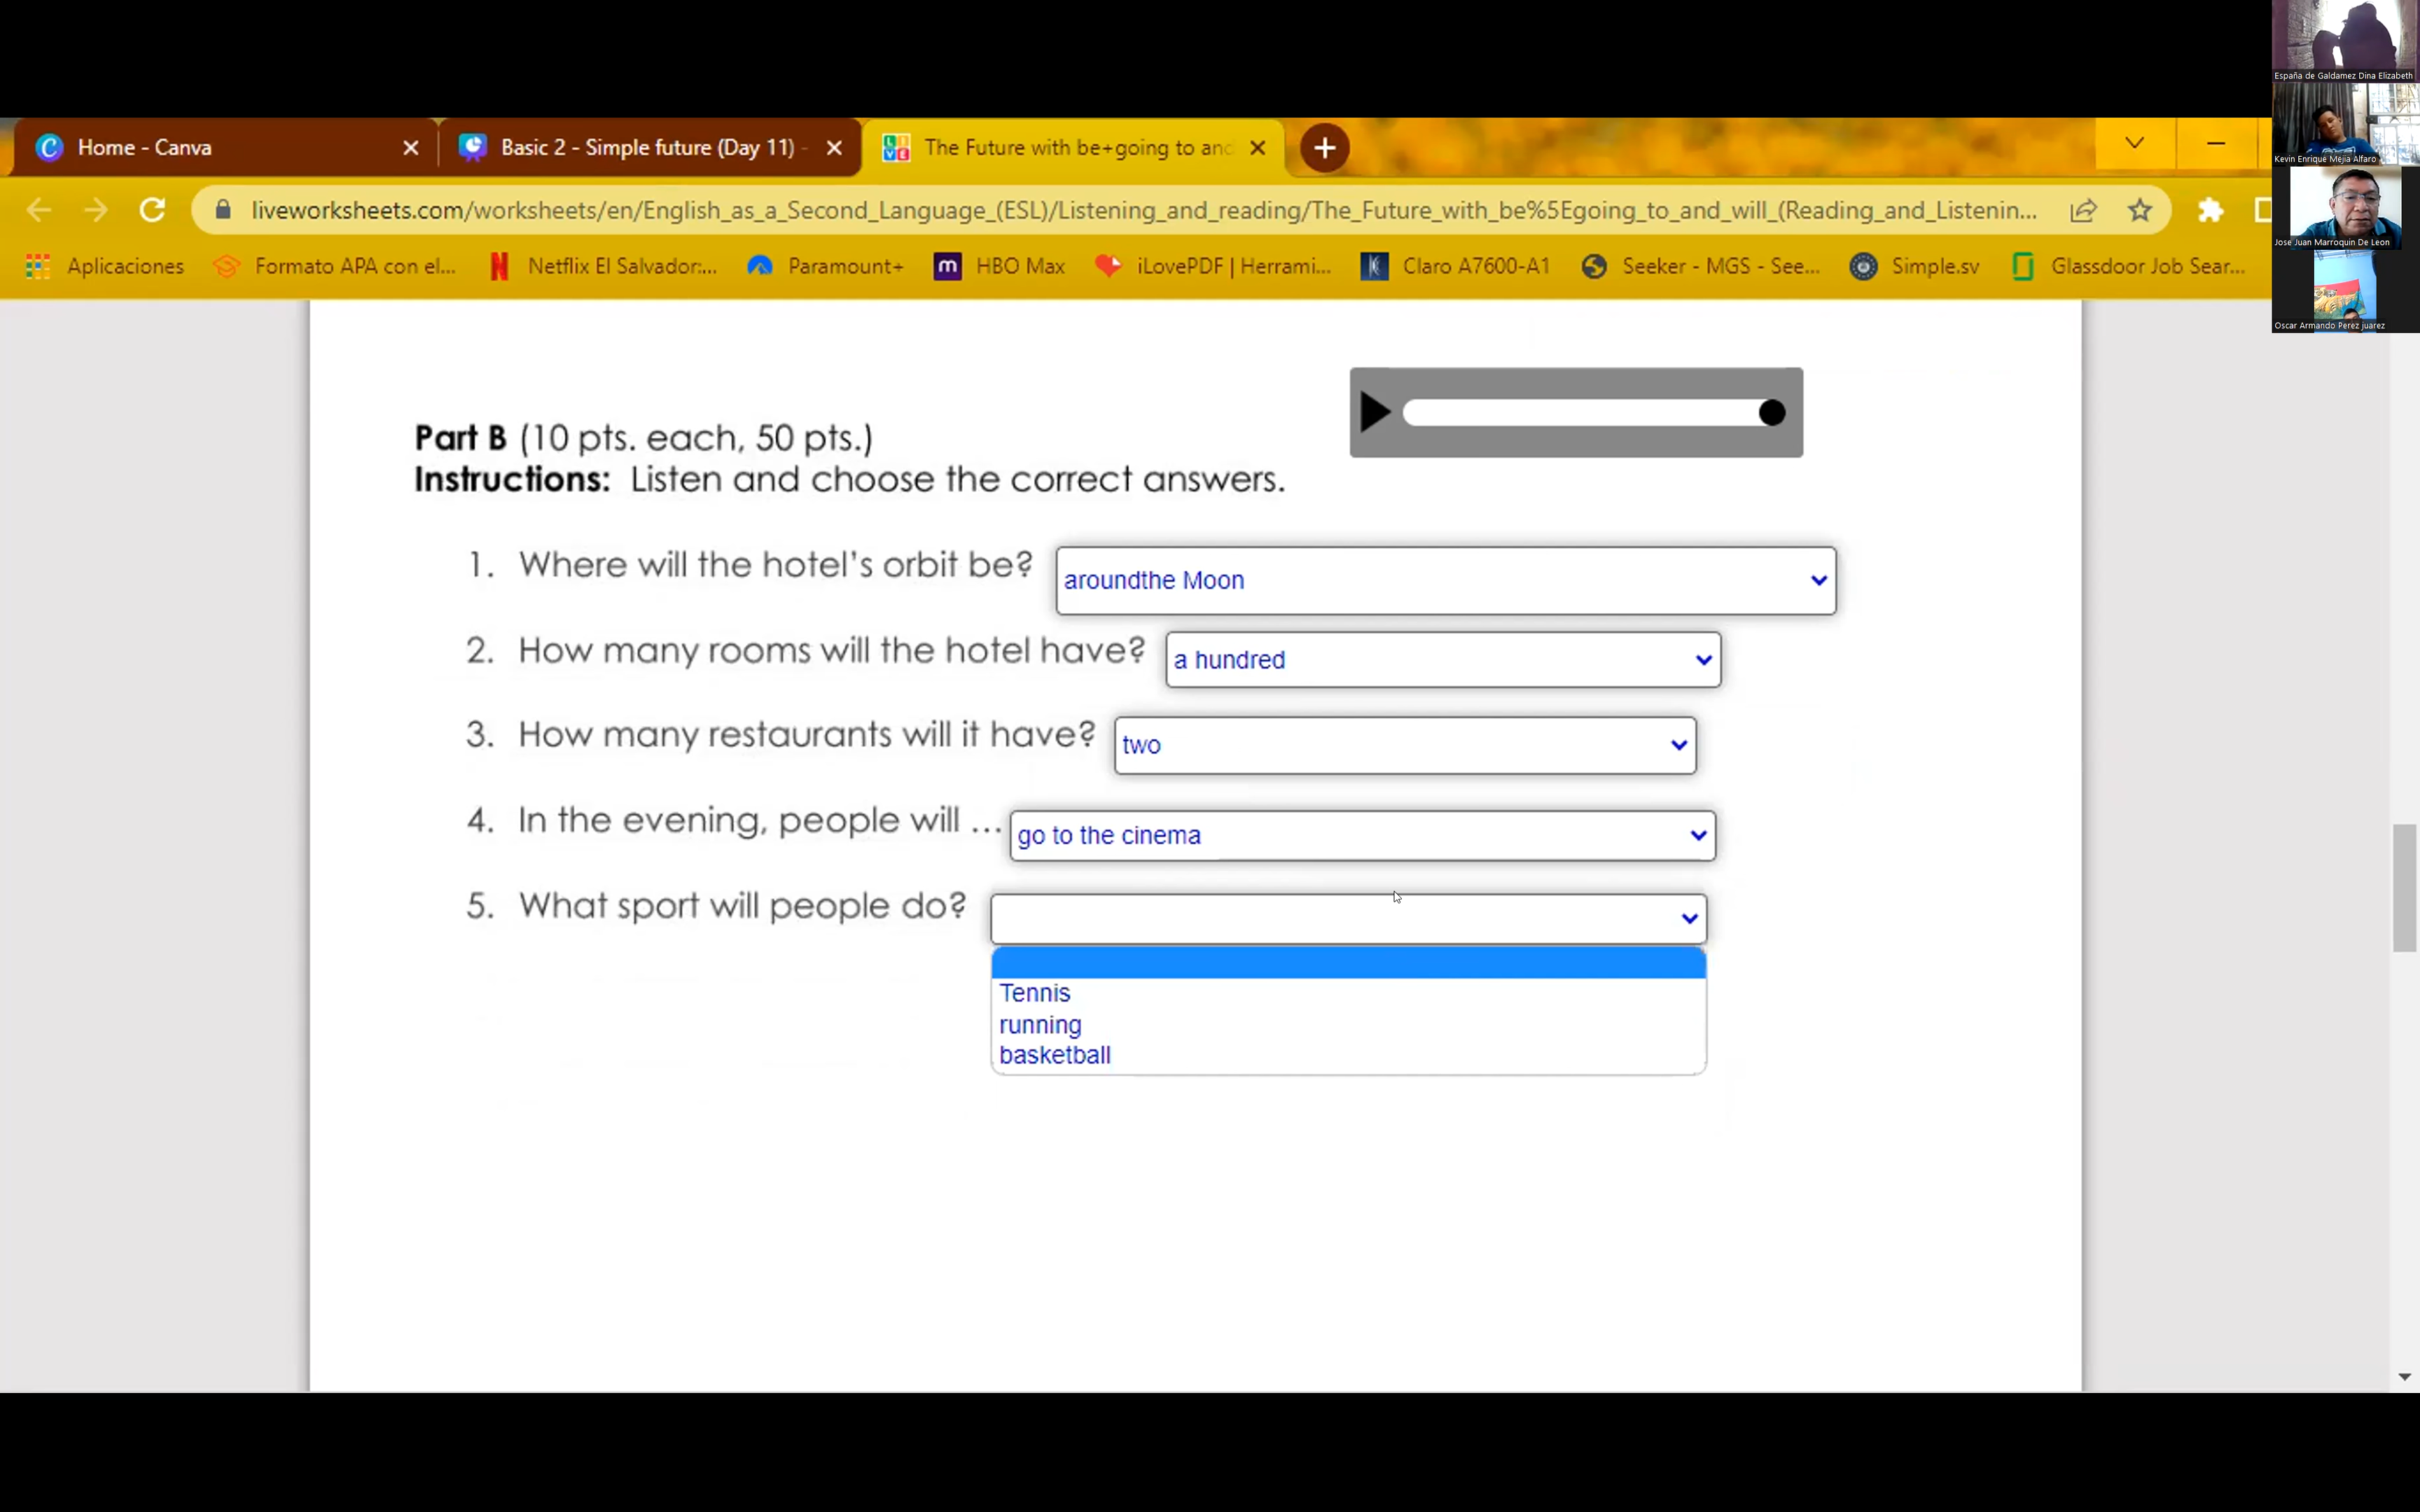 España de Galdamez Dina Elizabeth
Kevin Enrique Mejia Alfaro
Jose Juan Marroquin De Leon
Oscar Armando Perez juarez
Home - Canva
Basic 2 - Simple future (Day 11) -
The Future with be+going to and
liveworksheets.com/worksheets/en/English_as_a_Second_Language_(ESL)/Listening_and_reading/The_Future_with_be%5Egoing_to_and_will_(Reading_and_Listenin...
Aplicaciones
Formato APA con el...
Netflix El Salvador:...
Paramount+
HBO Max
iLovePDF | Herrami...
Claro A7600-A1
Seeker - MGS - See...
Simple.sv
Glassdoor Job Sear...
Part B (10 pts. each, 50 pts.)
Instructions: Listen and choose the correct answers.
1. Where will the hotel's orbit be? aroundthe Moon
2. How many rooms will the hotel have? a hundred
3. How many restaurants will it have? two
4. In the evening, people will ... go to the cinema
5. What sport will people do?
Tennis
running
basketball